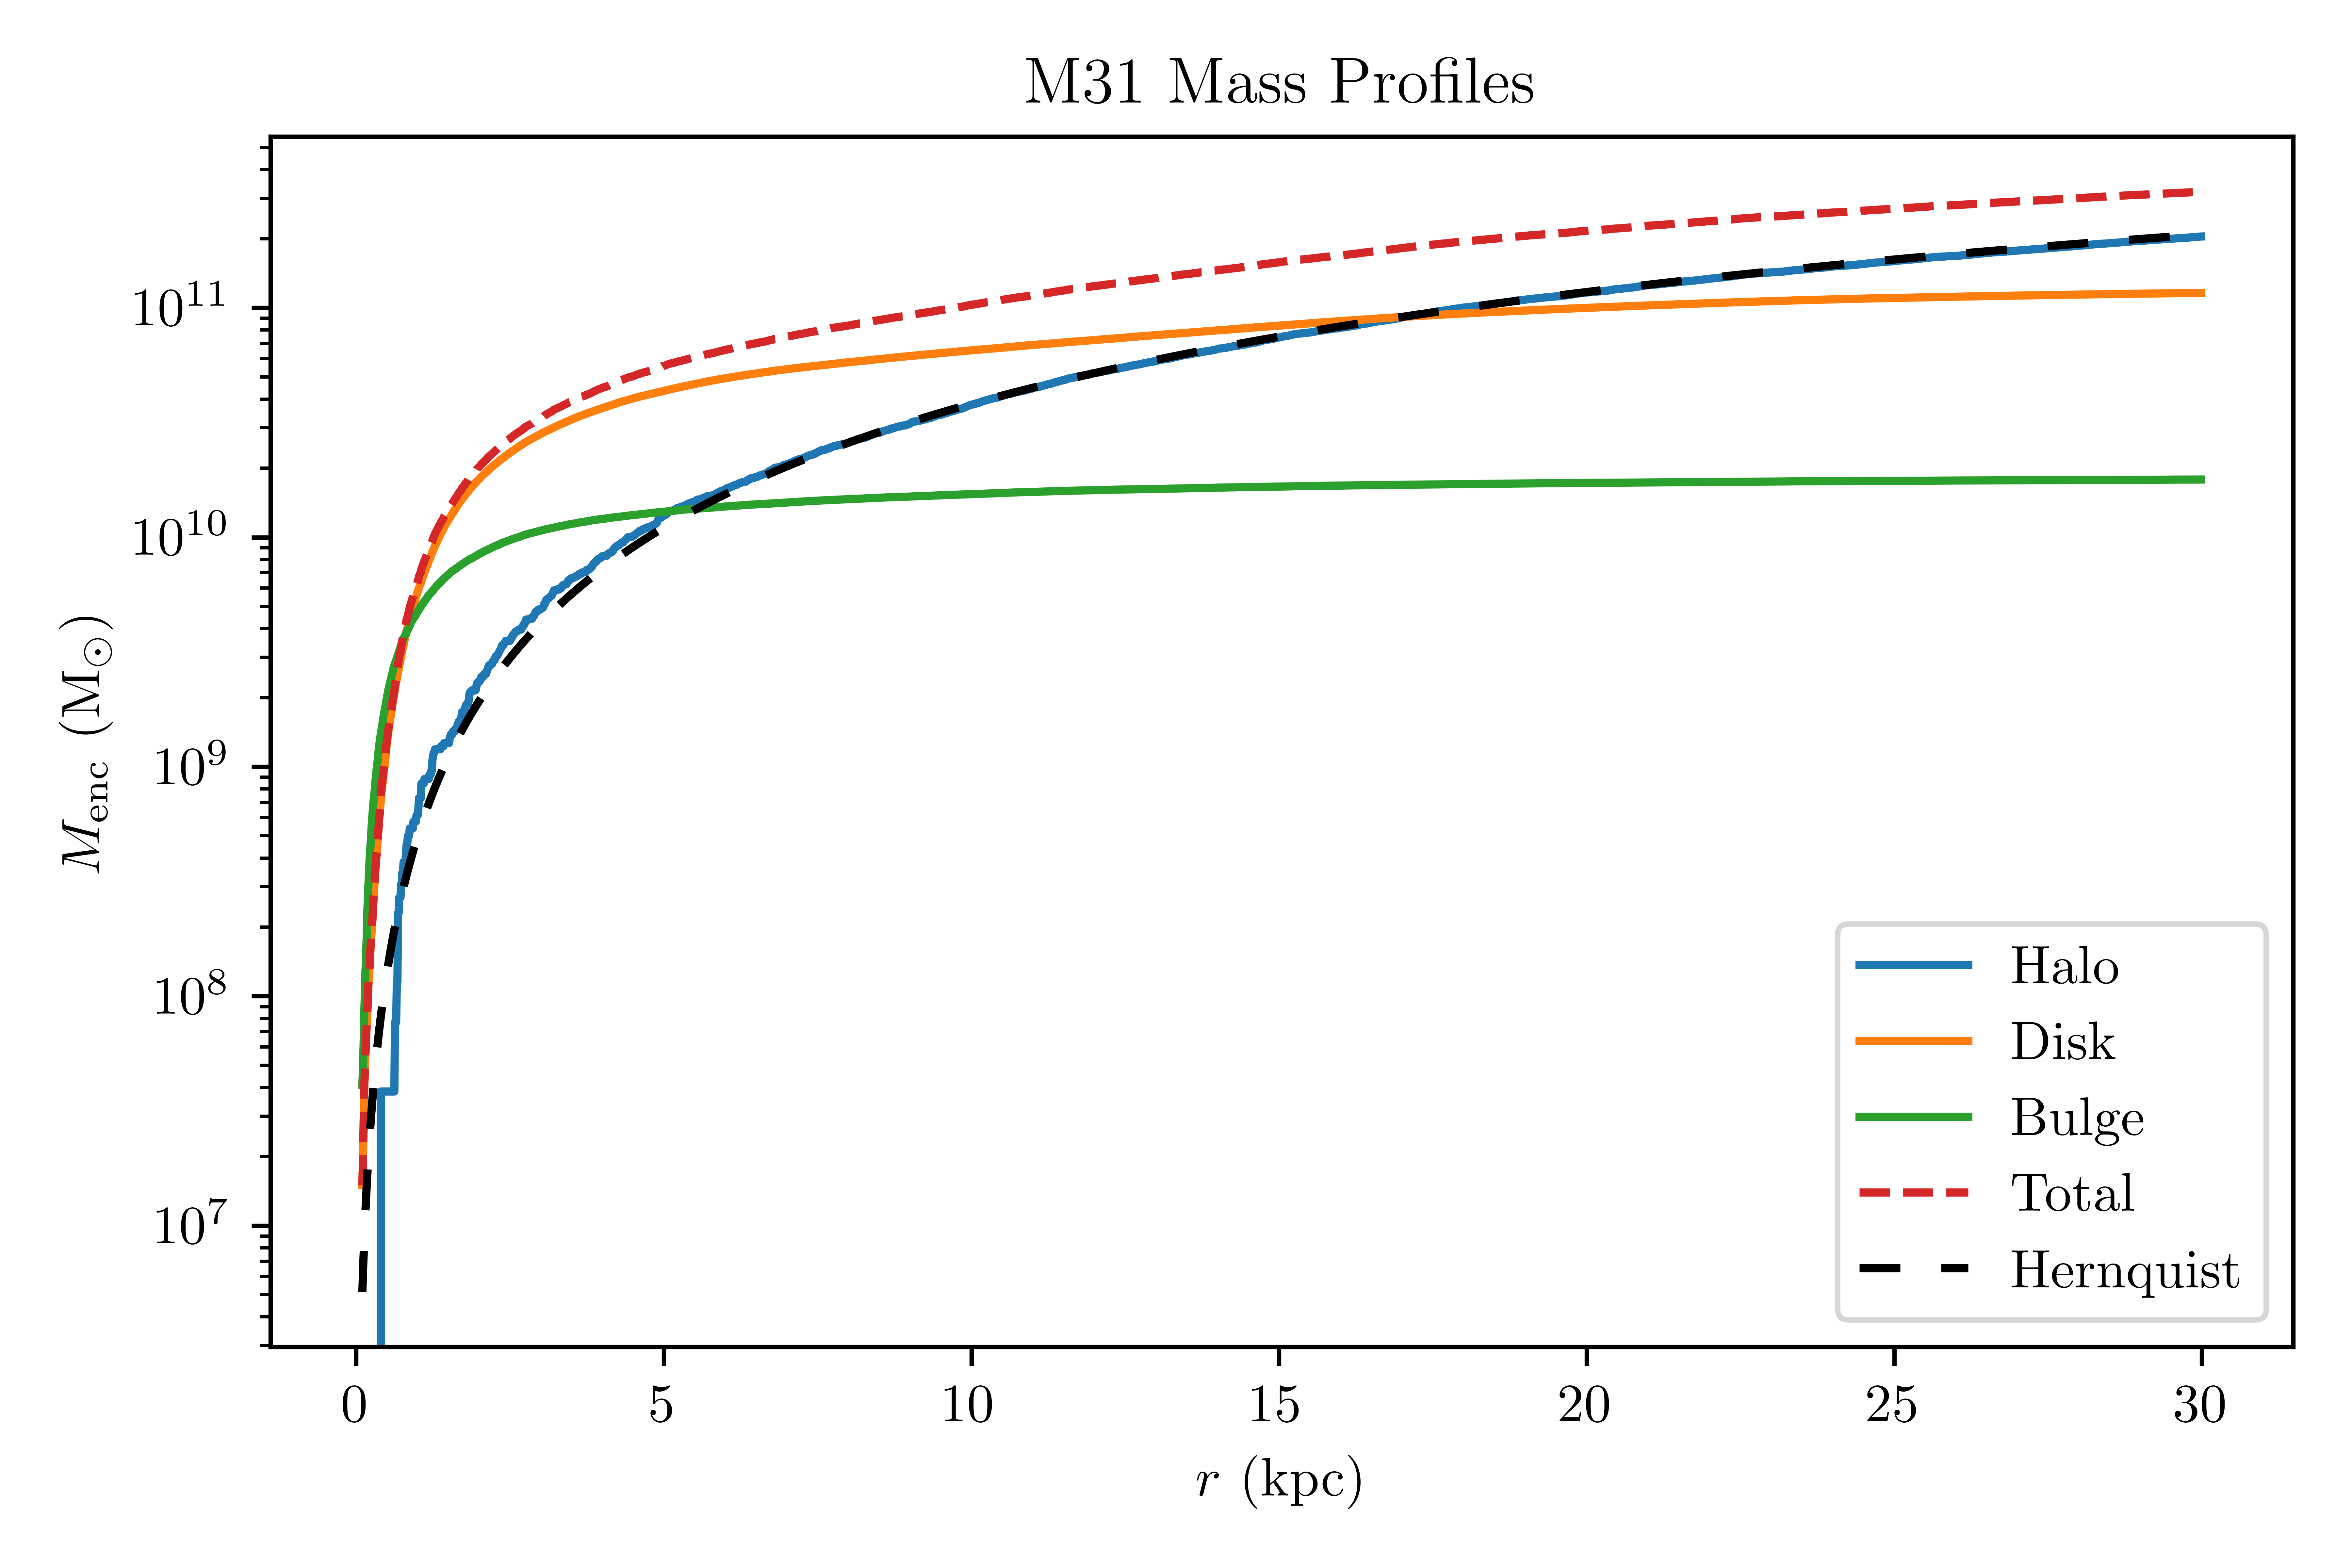 M31 Mass Profiles
M_enc (M_⊙)
10^11
10^10
10^9
10^8
10^7
Halo
Disk
Bulge
Total
Hernquist
0 5 10 15 20 25 30
r (kpc)